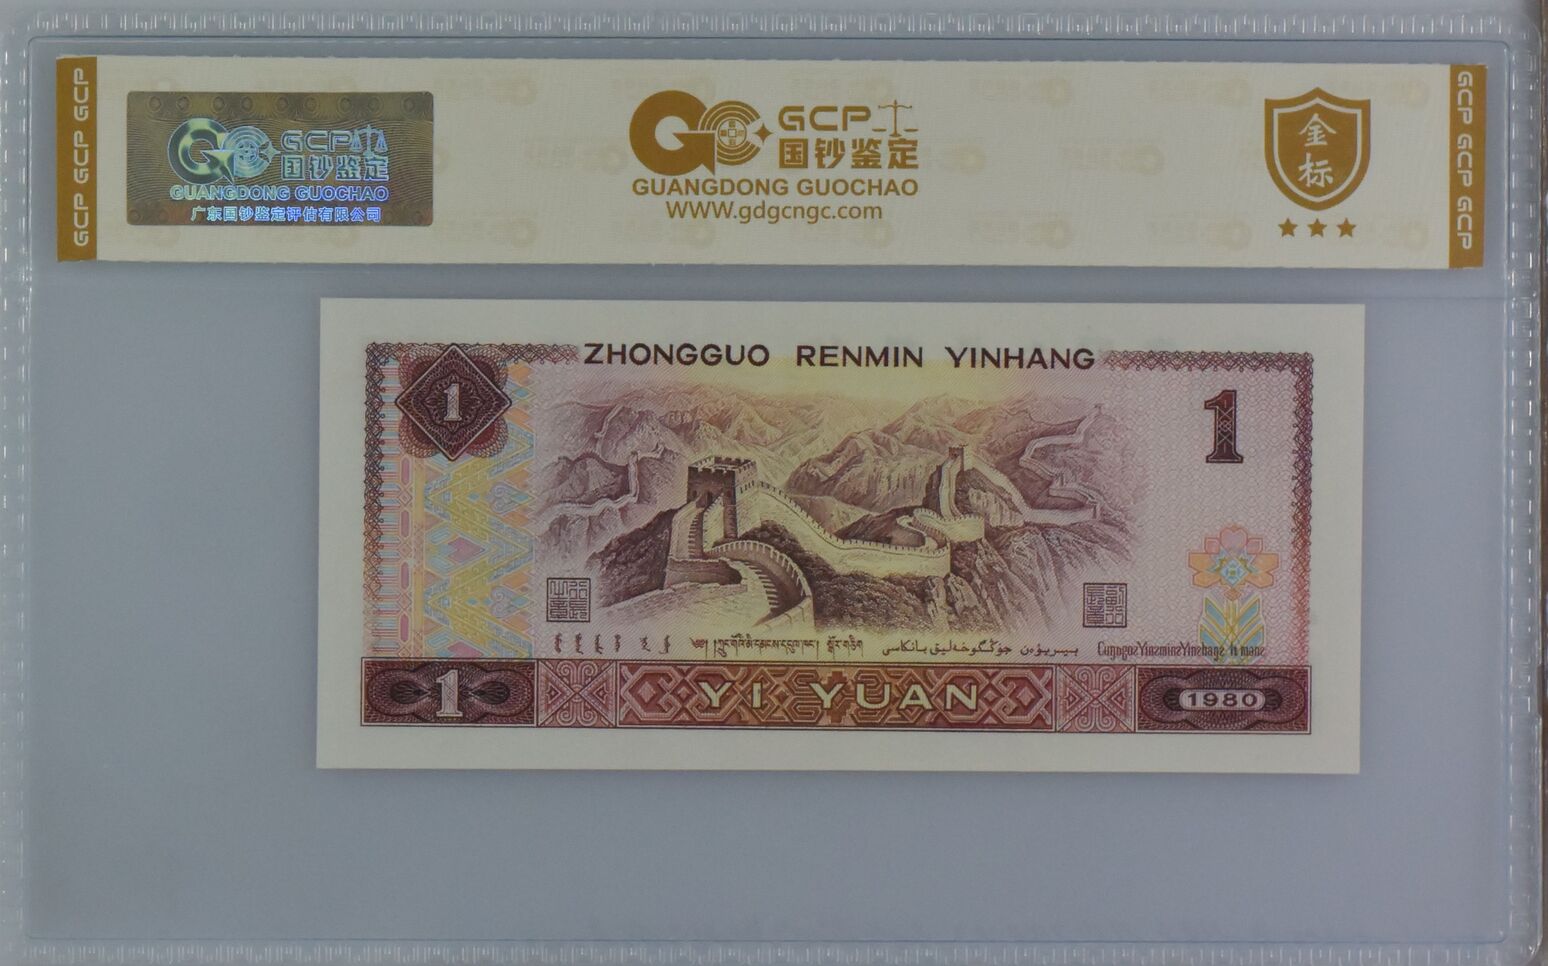 GCP GCP GCP
GCP
国钞鉴定
GUANGDONG GUOCHAO
广东国钞鉴定评估有限公司
GCP
国钞鉴定
GUANGDONG GUOCHAO
www.gdgcngc.com
金
标
GCP GCP GCP
ZHONGGUO RENMIN YINHANG
1
1
1
YI YUAN
1980